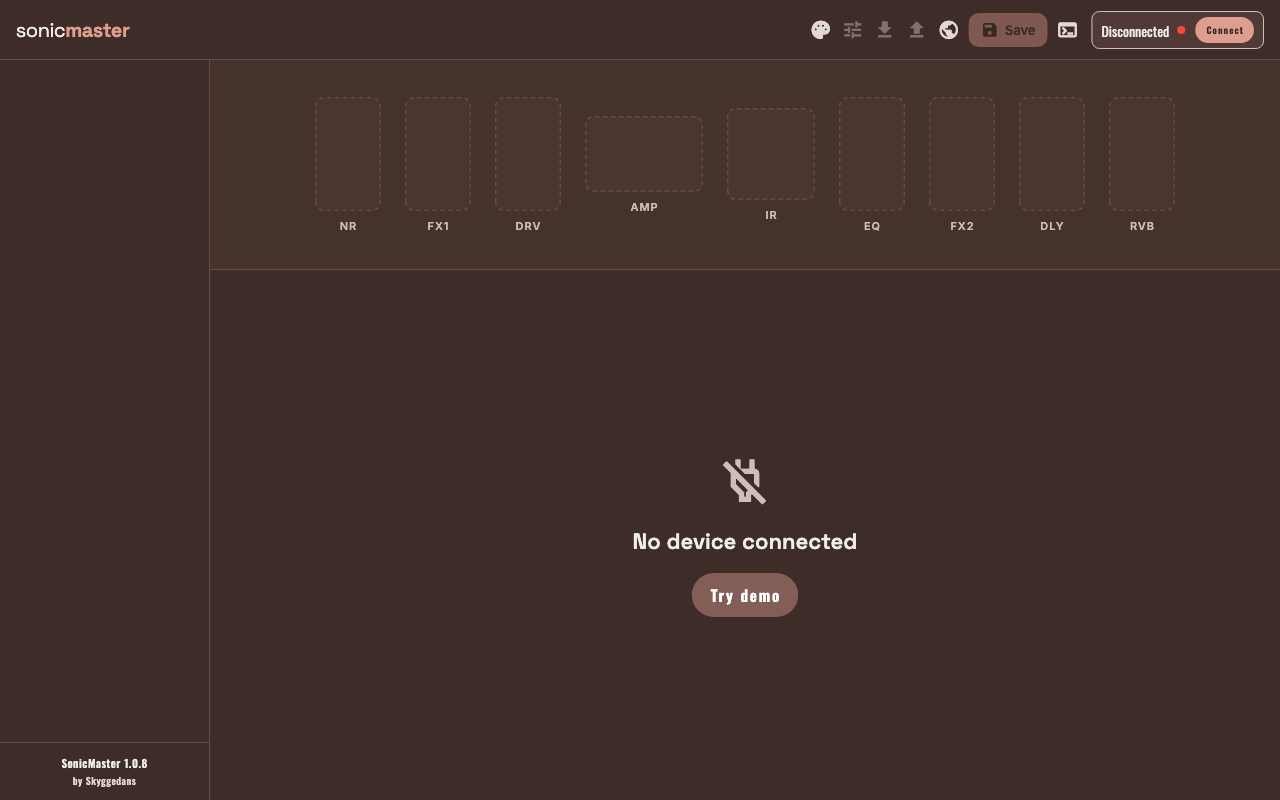 sonicmaster
Save
Disconnected
Connect
NR
FX1
DRV
AMP
IR
EQ
FX2
DLY
RVB
No device connected
Try demo
SonicMaster 1.0.8
by Skyggedans